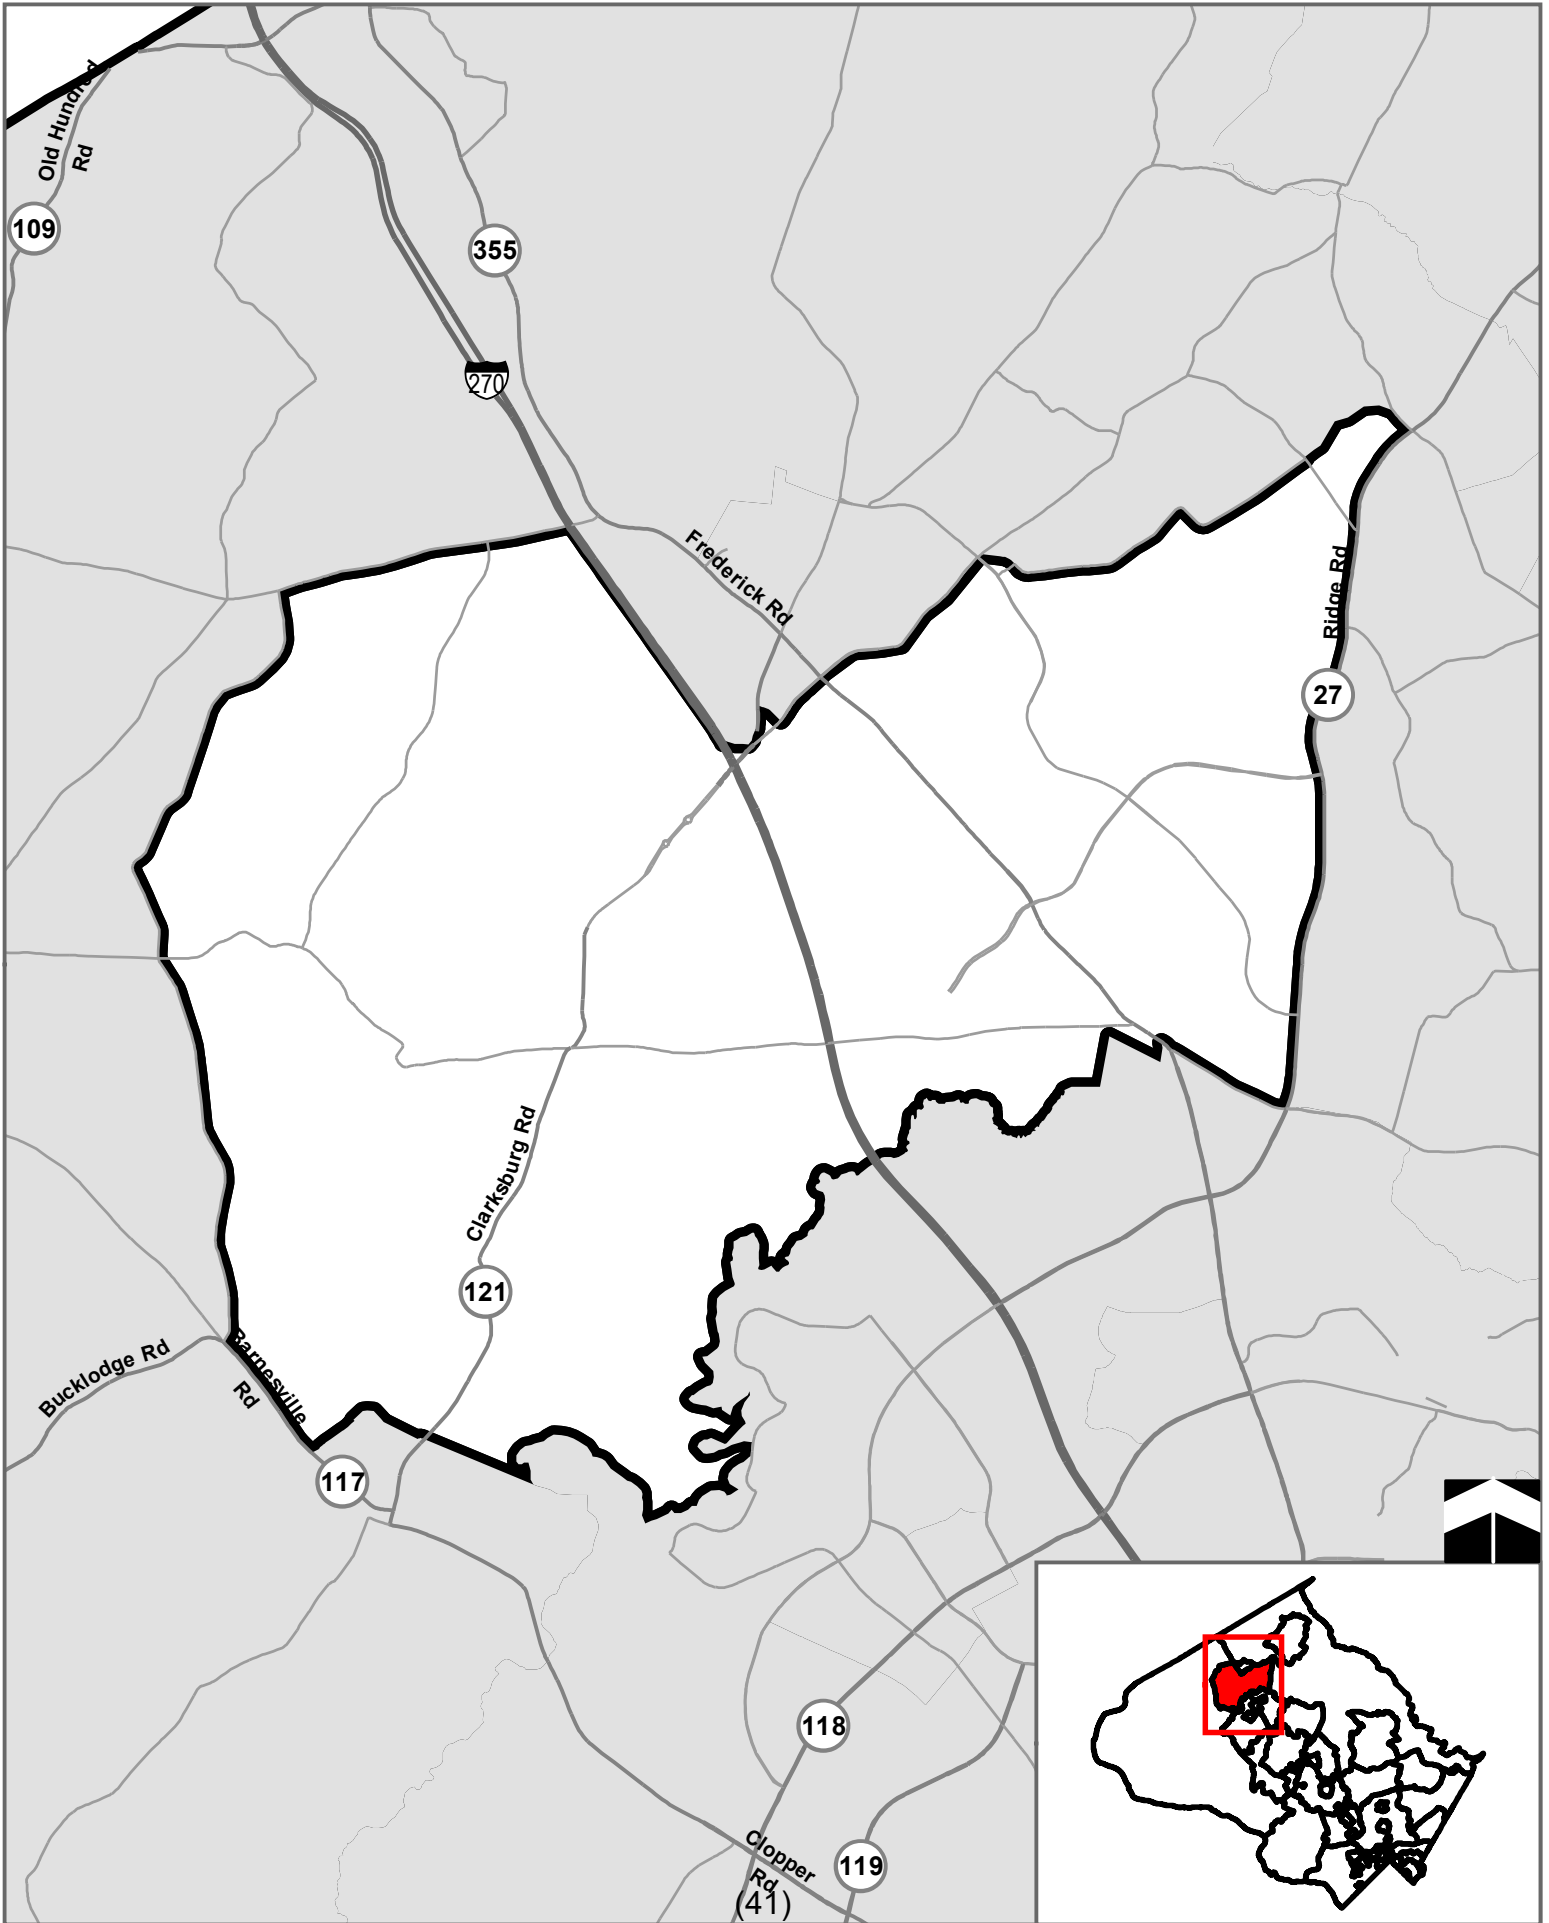 Old Hundred
Rd
109
355
270
Frederick Rd
Ridge Rd
27
Clarksburg Rd
121
Bucklodge Rd
Barnesville
Rd
117
118
Clopper
Rd
119
(41)